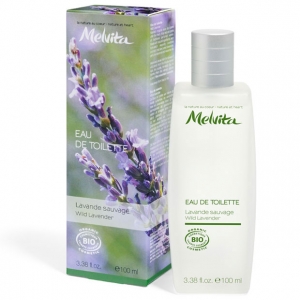 Melvita
EAU
DE TOILETTE
Lavande sauvage
Wild Lavender
BIO
3.38 fl.oz. ℮ 100 ml
Melvita
EAU DE TOILETTE
Lavande sauvage
Wild Lavender
BIO
3.38 fl.oz. ℮ 100 ml